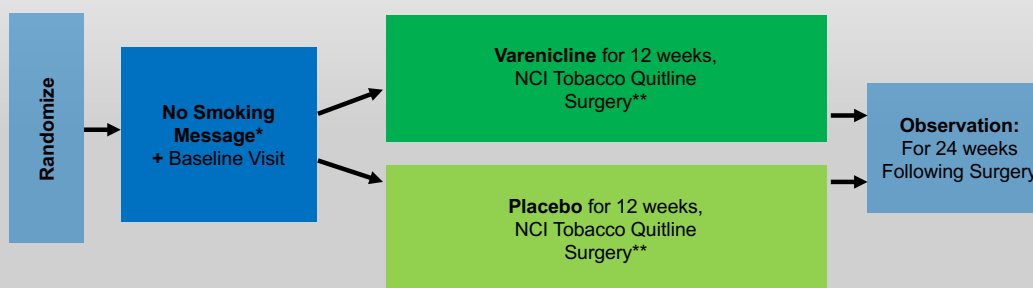 Randomize
No Smoking
Message*
+ Baseline Visit
Varenicline for 12 weeks,
NCI Tobacco Quitline
Surgery**
Placebo for 12 weeks,
NCI Tobacco Quitline
Surgery**
Observation:
For 24 weeks
Following Surgery